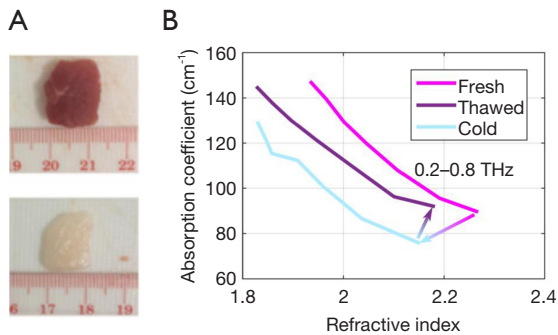 A
B
19 20 21 22
6 17 18 19
Absorption coefficient (cm⁻¹)
160
140
120
100
80
60
Fresh
Thawed
Cold
0.2–0.8 THz
1.8 2 2.2 2.4
Refractive index